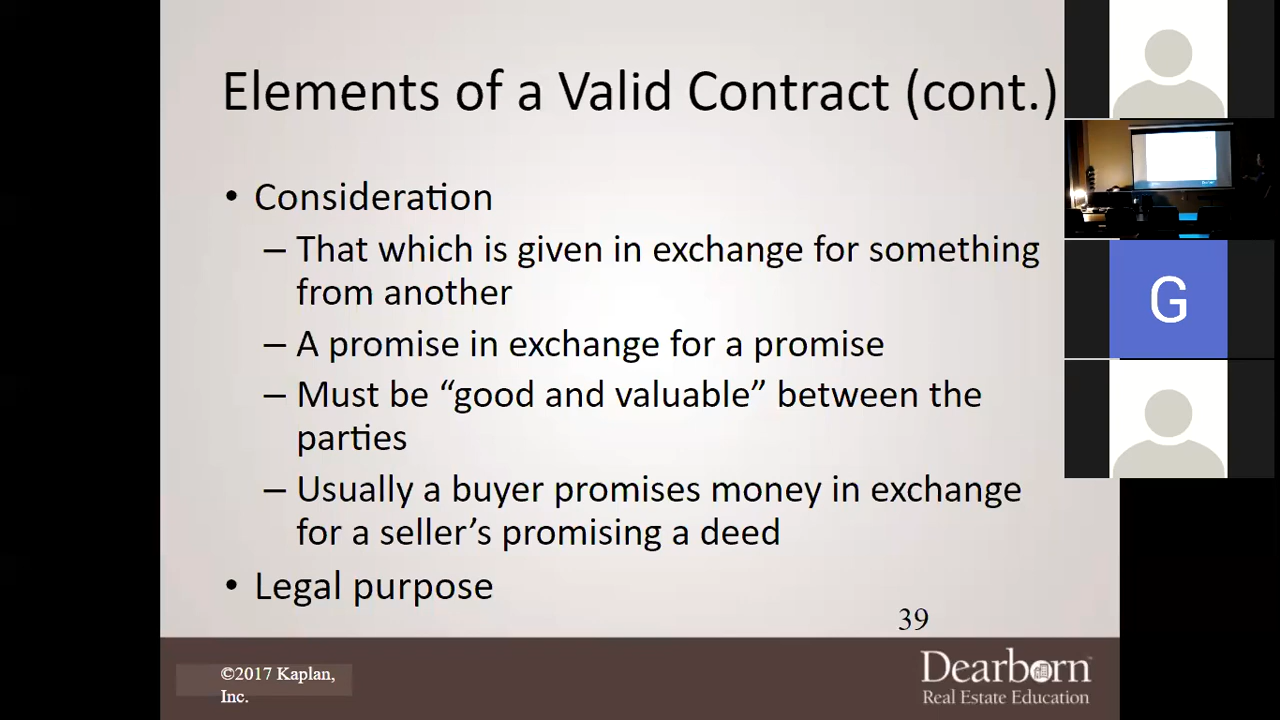 Elements of a Valid Contract (cont.)
• Consideration
– That which is given in exchange for something
from another
– A promise in exchange for a promise
– Must be “good and valuable” between the
parties
– Usually a buyer promises money in exchange
for a seller’s promising a deed
• Legal purpose
39
©2017 Kaplan,
Inc.
Dearborn
Real Estate Education
G